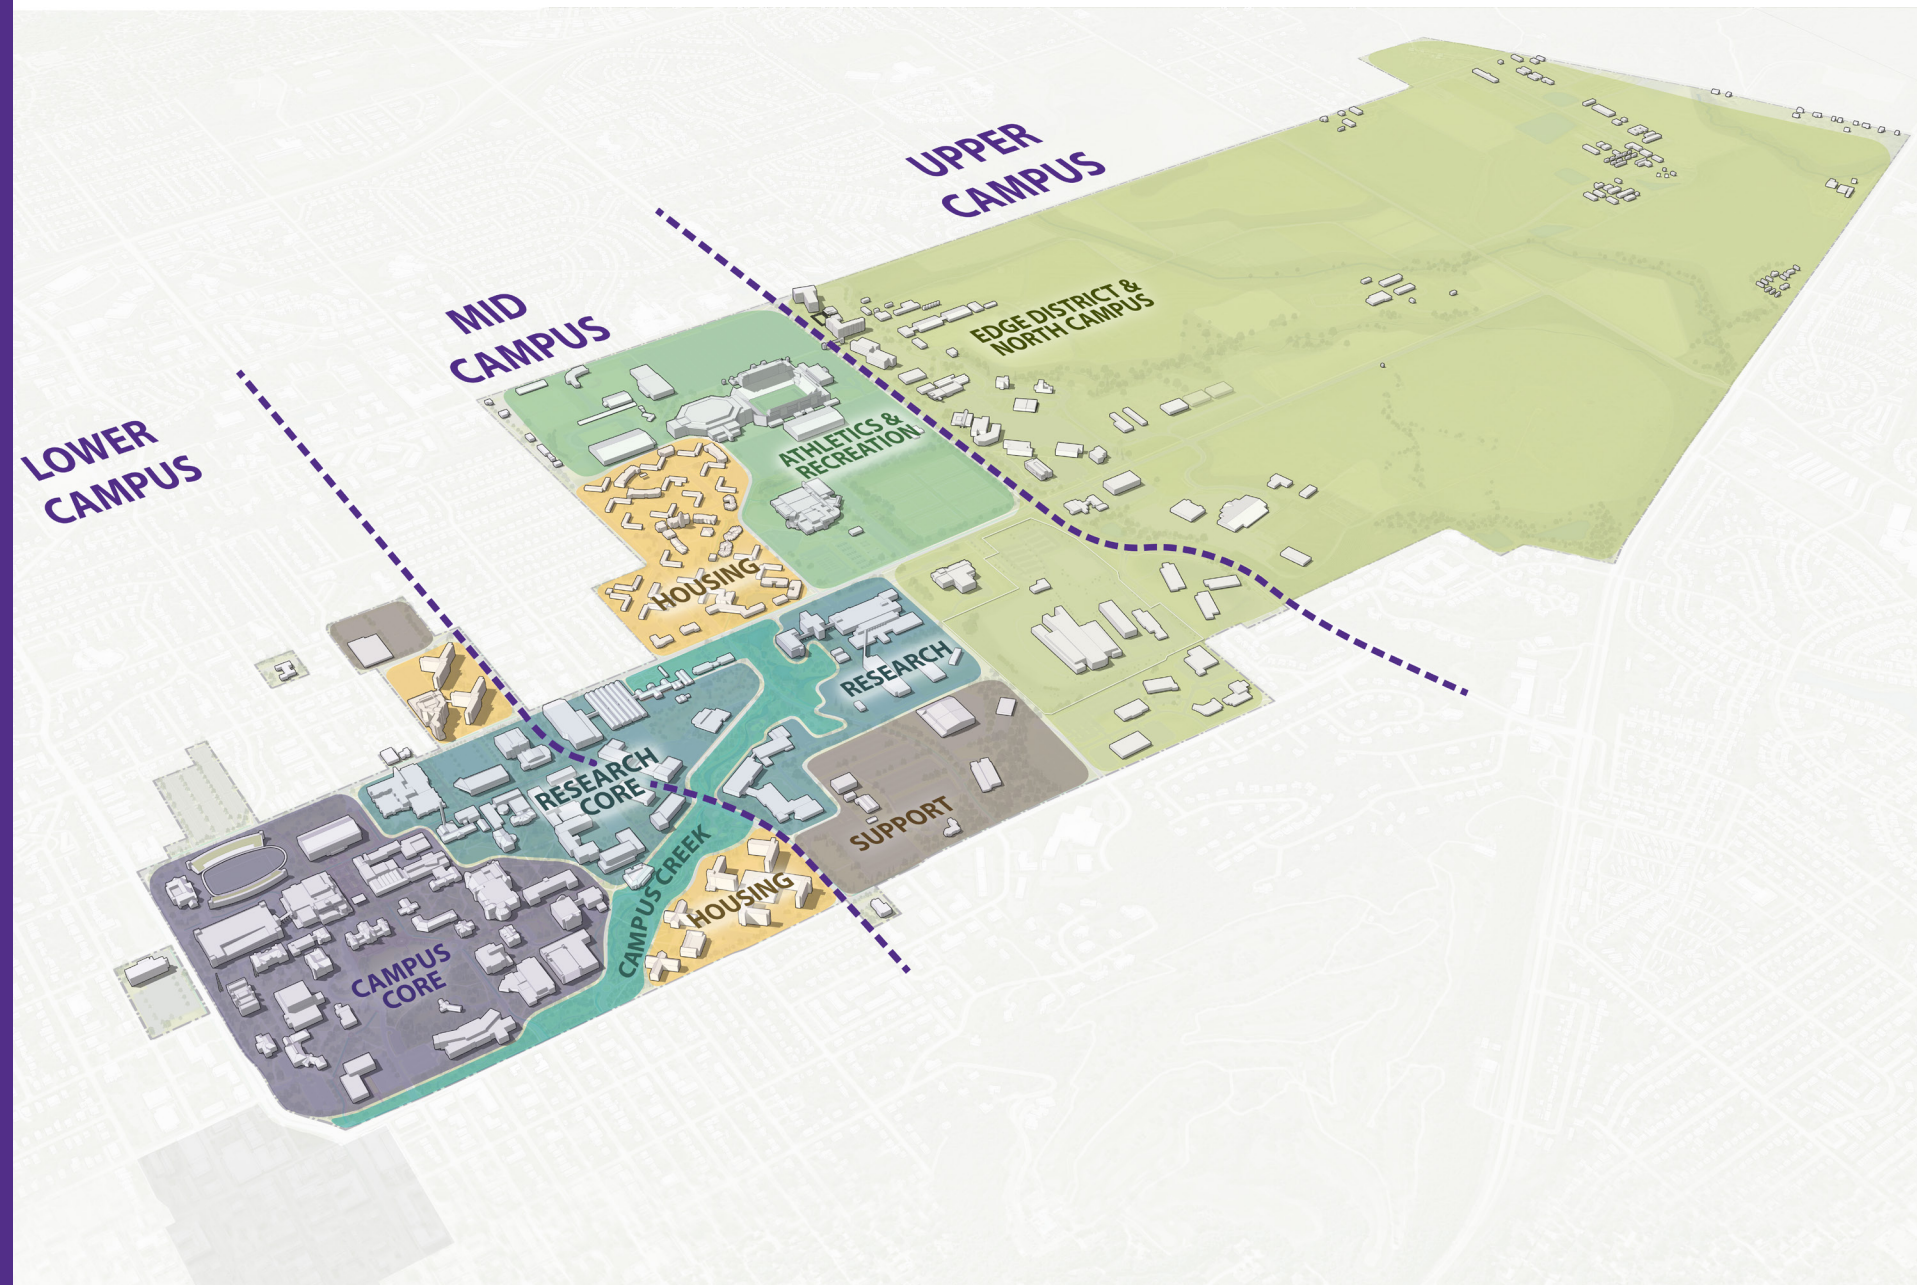 UPPER
CAMPUS
MID
CAMPUS
LOWER
CAMPUS
EDGE DISTRICT &
NORTH CAMPUS
ATHLETICS &
RECREATION
HOUSING
RESEARCH
RESEARCH
CORE
SUPPORT
CAMPUS CREEK
HOUSING
CAMPUS
CORE